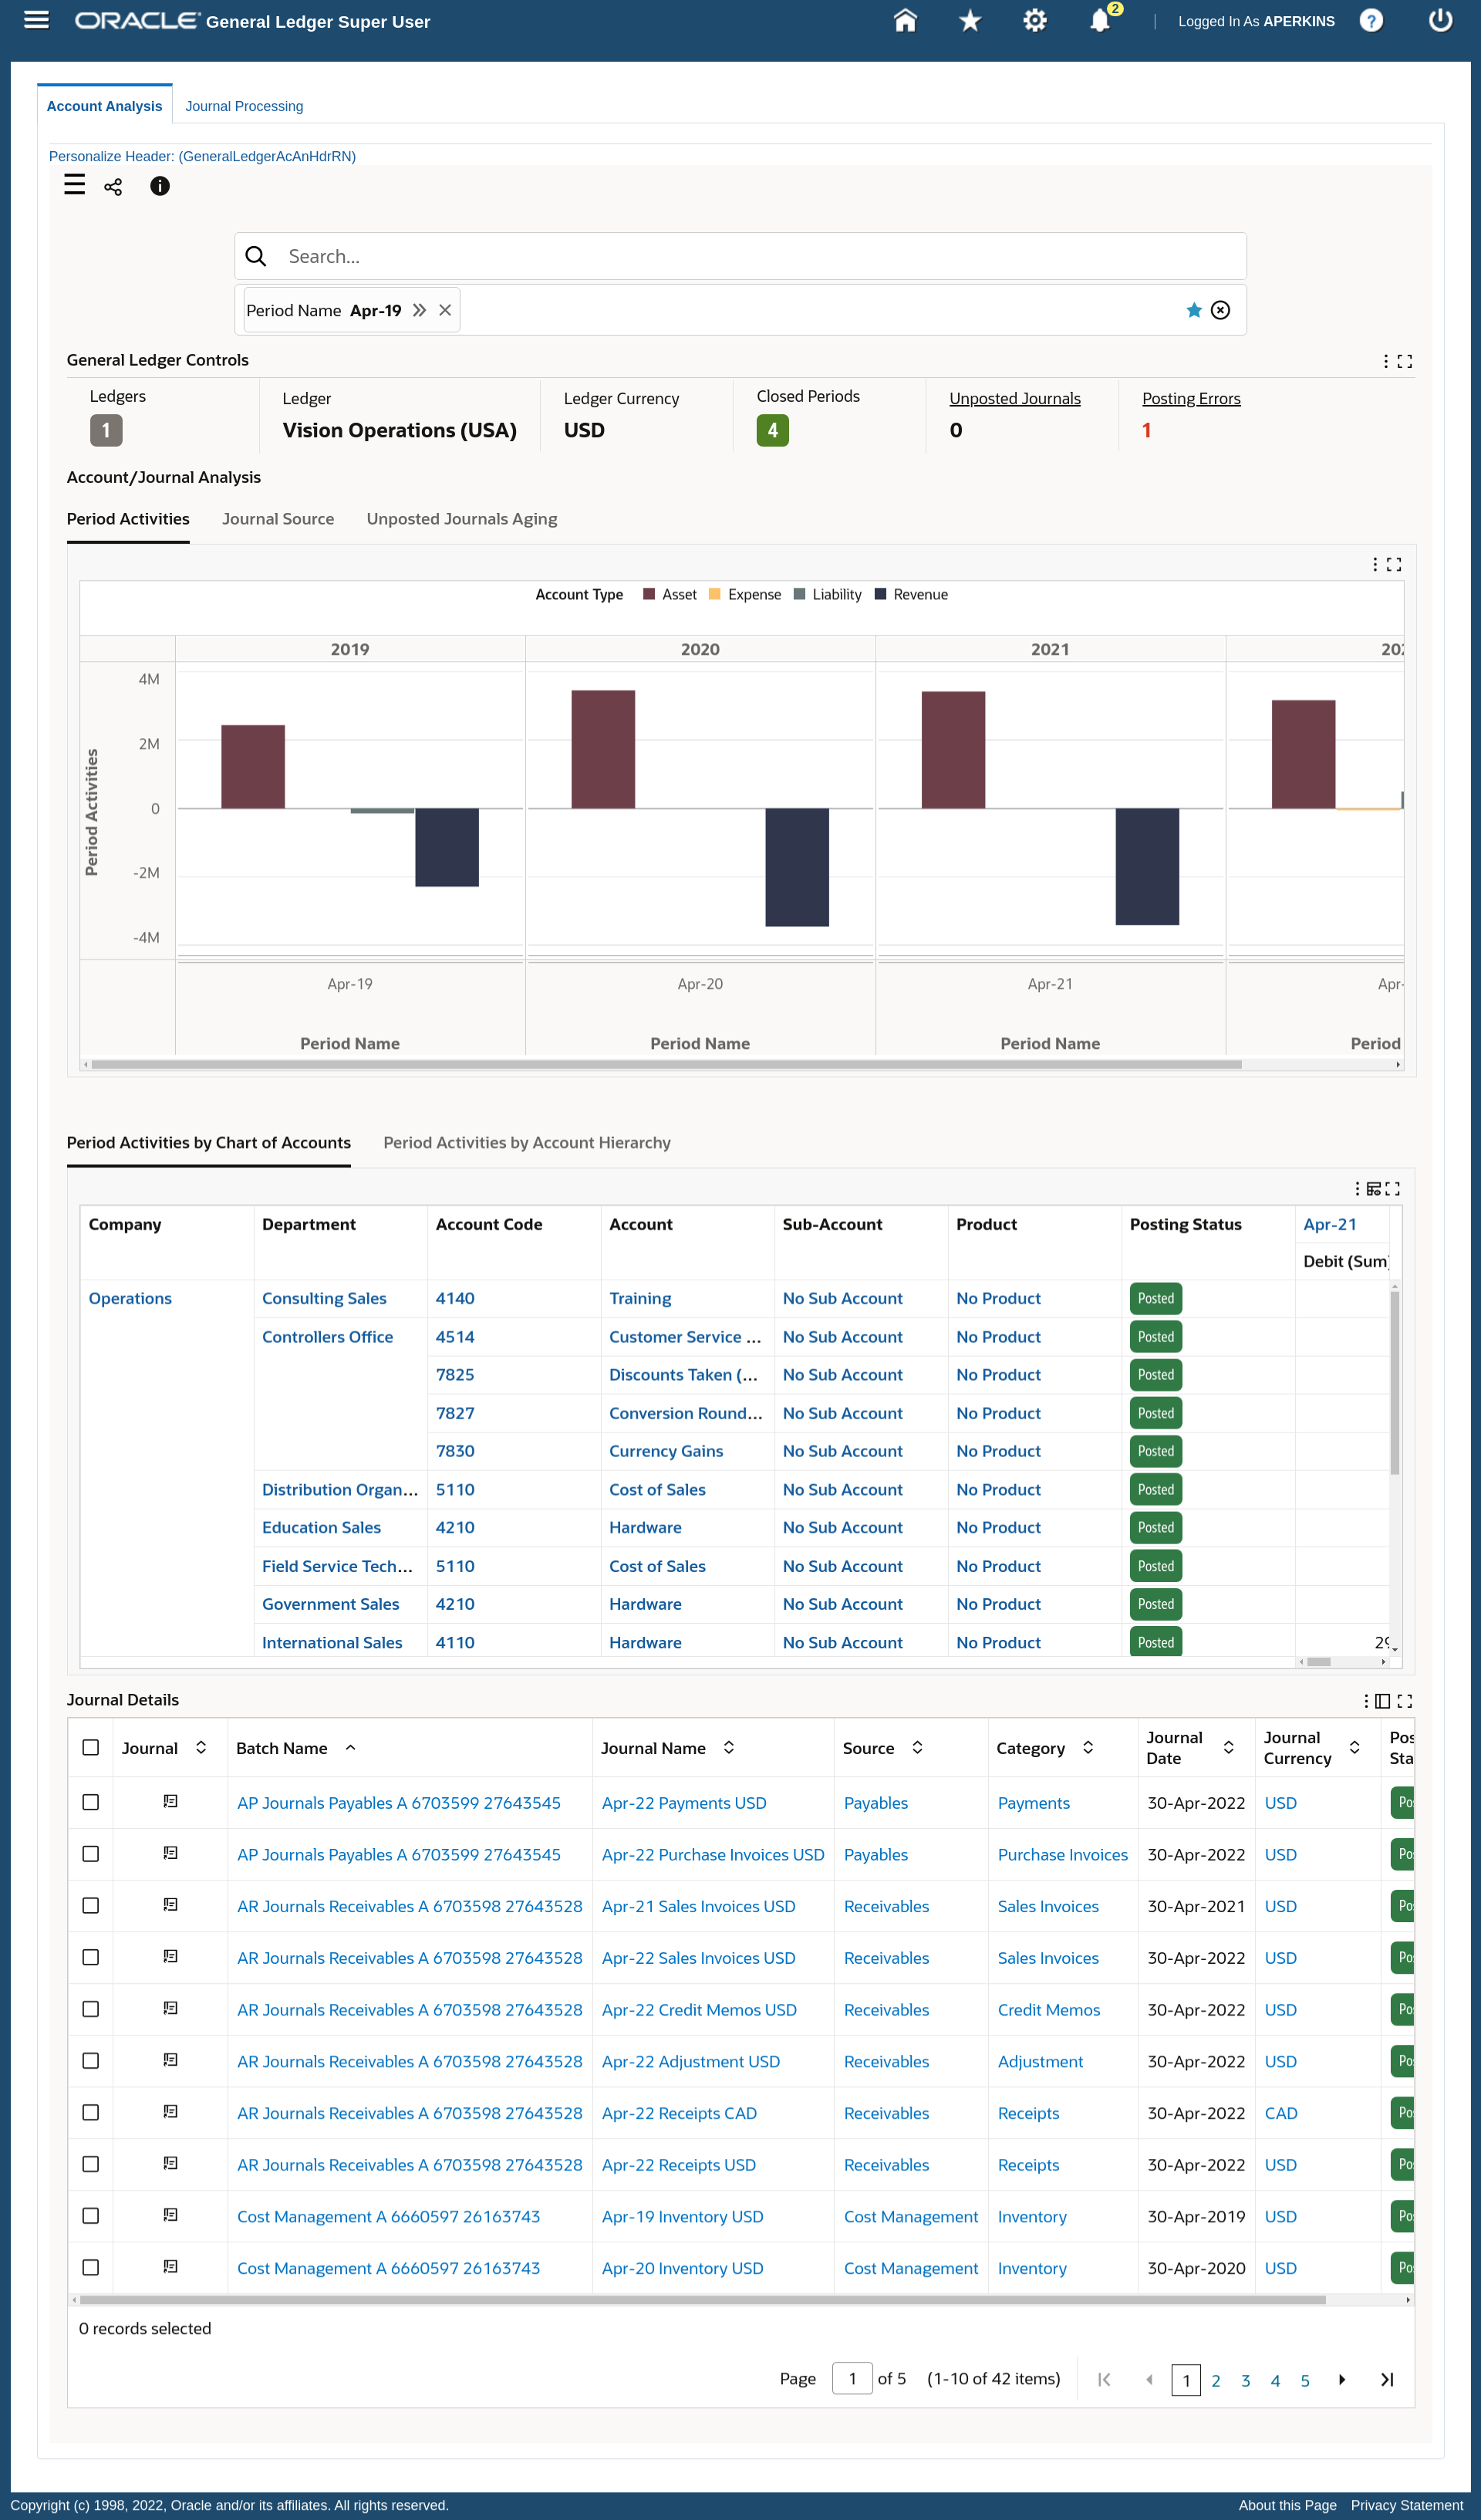 ORACLE General Ledger Super User
2
Logged In As APERKINS
?
Account Analysis
Journal Processing
Personalize Header: (GeneralLedgerAcAnHdrRN)
Search...
Period Name Apr-19
General Ledger Controls
Ledgers
1
Ledger
Vision Operations (USA)
Ledger Currency
USD
Closed Periods
4
Unposted Journals
0
Posting Errors
1
Account/Journal Analysis
Period Activities
Journal Source
Unposted Journals Aging
Account Type Asset Expense Liability Revenue
2019 2020 2021
Period Activities
4M
2M
0
-2M
-4M
Apr-19 Apr-20 Apr-21
Period Name Period Name Period Name Period
Period Activities by Chart of Accounts
Period Activities by Account Hierarchy
Company Department Account Code Account Sub-Account Product Posting Status Apr-21
Debit (Sum)
Operations Consulting Sales 4140 Training No Sub Account No Product Posted
Controllers Office 4514 Customer Service ... No Sub Account No Product Posted
7825 Discounts Taken (... No Sub Account No Product Posted
7827 Conversion Round... No Sub Account No Product Posted
7830 Currency Gains No Sub Account No Product Posted
Distribution Organ... 5110 Cost of Sales No Sub Account No Product Posted
Education Sales 4210 Hardware No Sub Account No Product Posted
Field Service Tech... 5110 Cost of Sales No Sub Account No Product Posted
Government Sales 4210 Hardware No Sub Account No Product Posted
International Sales 4110 Hardware No Sub Account No Product Posted
Journal Details
Journal Batch Name Journal Name Source Category Journal Date Journal Currency
AP Journals Payables A 6703599 27643545 Apr-22 Payments USD Payables Payments 30-Apr-2022 USD
AP Journals Payables A 6703599 27643545 Apr-22 Purchase Invoices USD Payables Purchase Invoices 30-Apr-2022 USD
AR Journals Receivables A 6703598 27643528 Apr-21 Sales Invoices USD Receivables Sales Invoices 30-Apr-2021 USD
AR Journals Receivables A 6703598 27643528 Apr-22 Sales Invoices USD Receivables Sales Invoices 30-Apr-2022 USD
AR Journals Receivables A 6703598 27643528 Apr-22 Credit Memos USD Receivables Credit Memos 30-Apr-2022 USD
AR Journals Receivables A 6703598 27643528 Apr-22 Adjustment USD Receivables Adjustment 30-Apr-2022 USD
AR Journals Receivables A 6703598 27643528 Apr-22 Receipts CAD Receivables Receipts 30-Apr-2022 CAD
AR Journals Receivables A 6703598 27643528 Apr-22 Receipts USD Receivables Receipts 30-Apr-2022 USD
Cost Management A 6660597 26163743 Apr-19 Inventory USD Cost Management Inventory 30-Apr-2019 USD
Cost Management A 6660597 26163743 Apr-20 Inventory USD Cost Management Inventory 30-Apr-2020 USD
0 records selected
Page 1 of 5 (1-10 of 42 items) 1 2 3 4 5
Copyright (c) 1998, 2022, Oracle and/or its affiliates. All rights reserved.
About this Page Privacy Statement